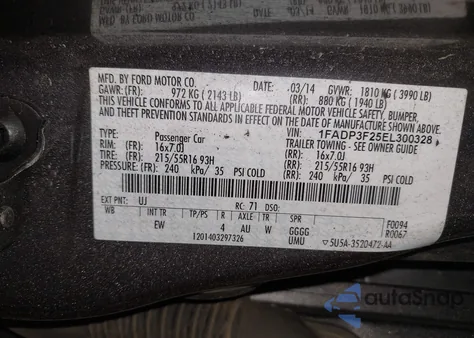 MFD. BY FORD MOTOR CO.
DATE: 03/14 GVWR: 1810 KG (3990 LB)
GAWR: (FR): 972 KG (2143 LB) (RR): 880 KG (1940 LB)
THIS VEHICLE CONFORMS TO ALL APPLICABLE FEDERAL MOTOR VEHICLE SAFETY, BUMPER,
AND THEFT PREVENTION STANDARDS IN EFFECT ON THE DATE OF MANUFACTURE SHOWN ABOVE.
TYPE: Passenger Car VIN: 1FADP3F25EL300328
RIM: 16x7.0J 16x7.0J TRAILER TOWING - SEE OWNER GUIDE
TIRE: (FR): 215/55R16 93H (RR): 215/55R16 93H
PRESSURE: (FR): 240 kPa/ 35 PSI COLD (RR): 240 kPa/ 35 PSI COLD
EXT PNT: UJ RC: 71 DSO:
WB INT TR TP/PS R AXLE TR SPR F0094
EW 4 AU W GGGG R0067
1201403297326 UMU ▽5U5A-3520472-AA
autoSnap